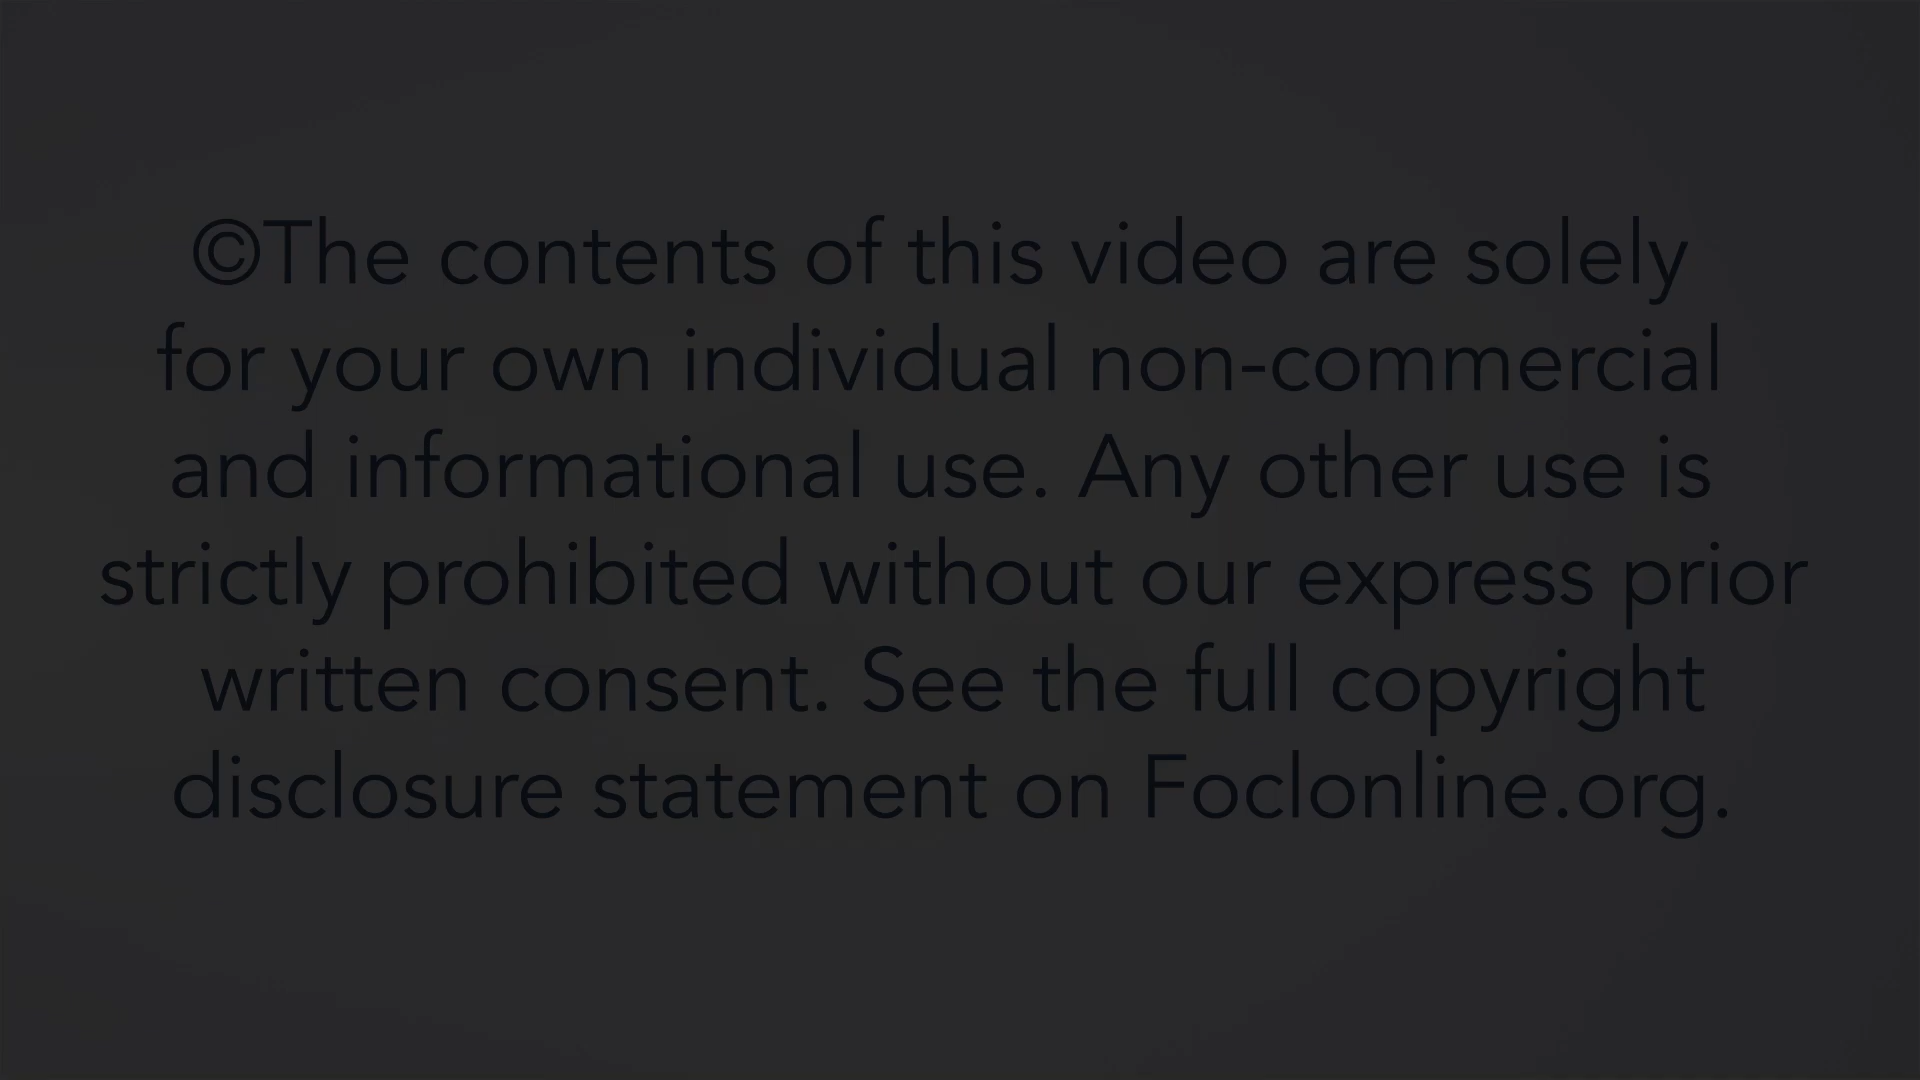 ©The contents of this video are solely
for your own individual non-commercial
and informational use. Any other use is
strictly prohibited without our express prior
written consent. See the full copyright
disclosure statement on Foclonline.org.